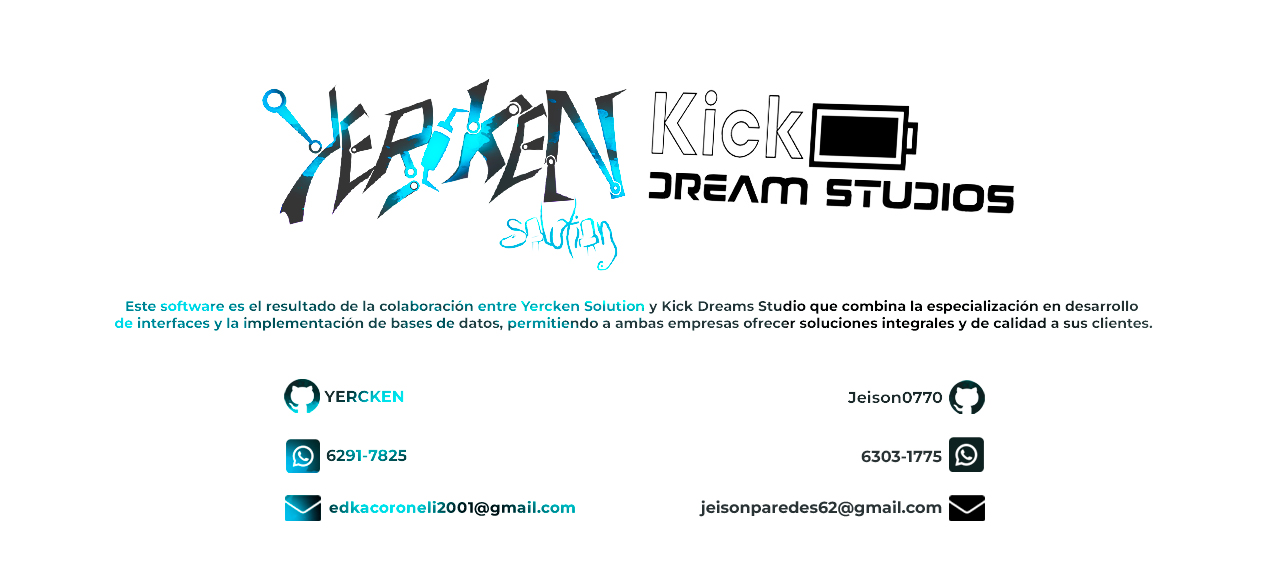 YERCKEN
solution
Kick
DREAM STUDIOS
Este software es el resultado de la colaboración entre Yercken Solution y Kick Dreams Studio que combina la especialización en desarrollo
de interfaces y la implementación de bases de datos, permitiendo a ambas empresas ofrecer soluciones integrales y de calidad a sus clientes.
YERCKEN
Jeison0770
6291-7825
6303-1775
edkacoroneli2001@gmail.com
jeisonparedes62@gmail.com